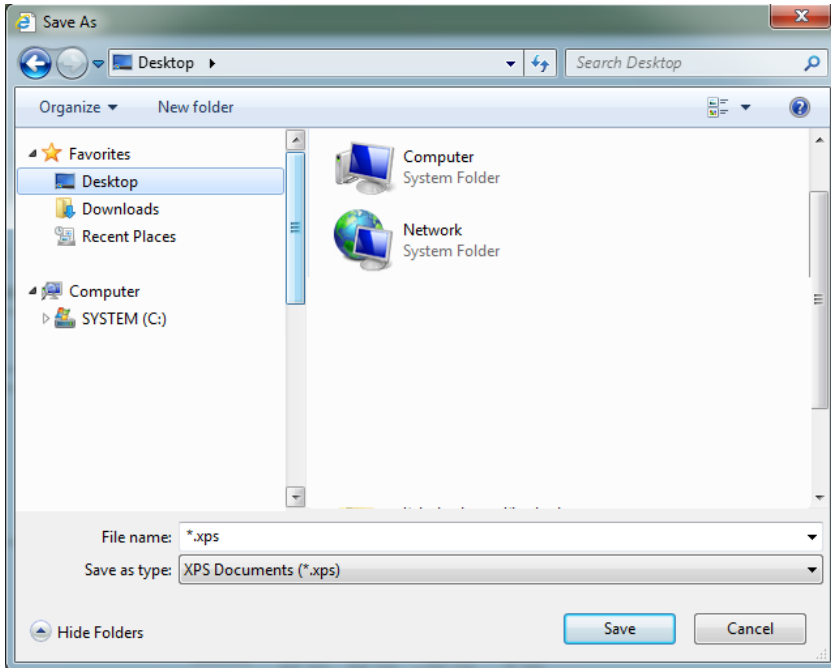 Save As
Desktop
Search Desktop
Organize
New folder
Favorites
Desktop
Downloads
Recent Places
Computer
SYSTEM (C:)
Computer
System Folder
Network
System Folder
File name: *.xps
Save as type: XPS Documents (*.xps)
Hide Folders
Save
Cancel